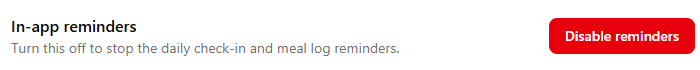 In-app reminders
Turn this off to stop the daily check-in and meal log reminders.
Disable reminders